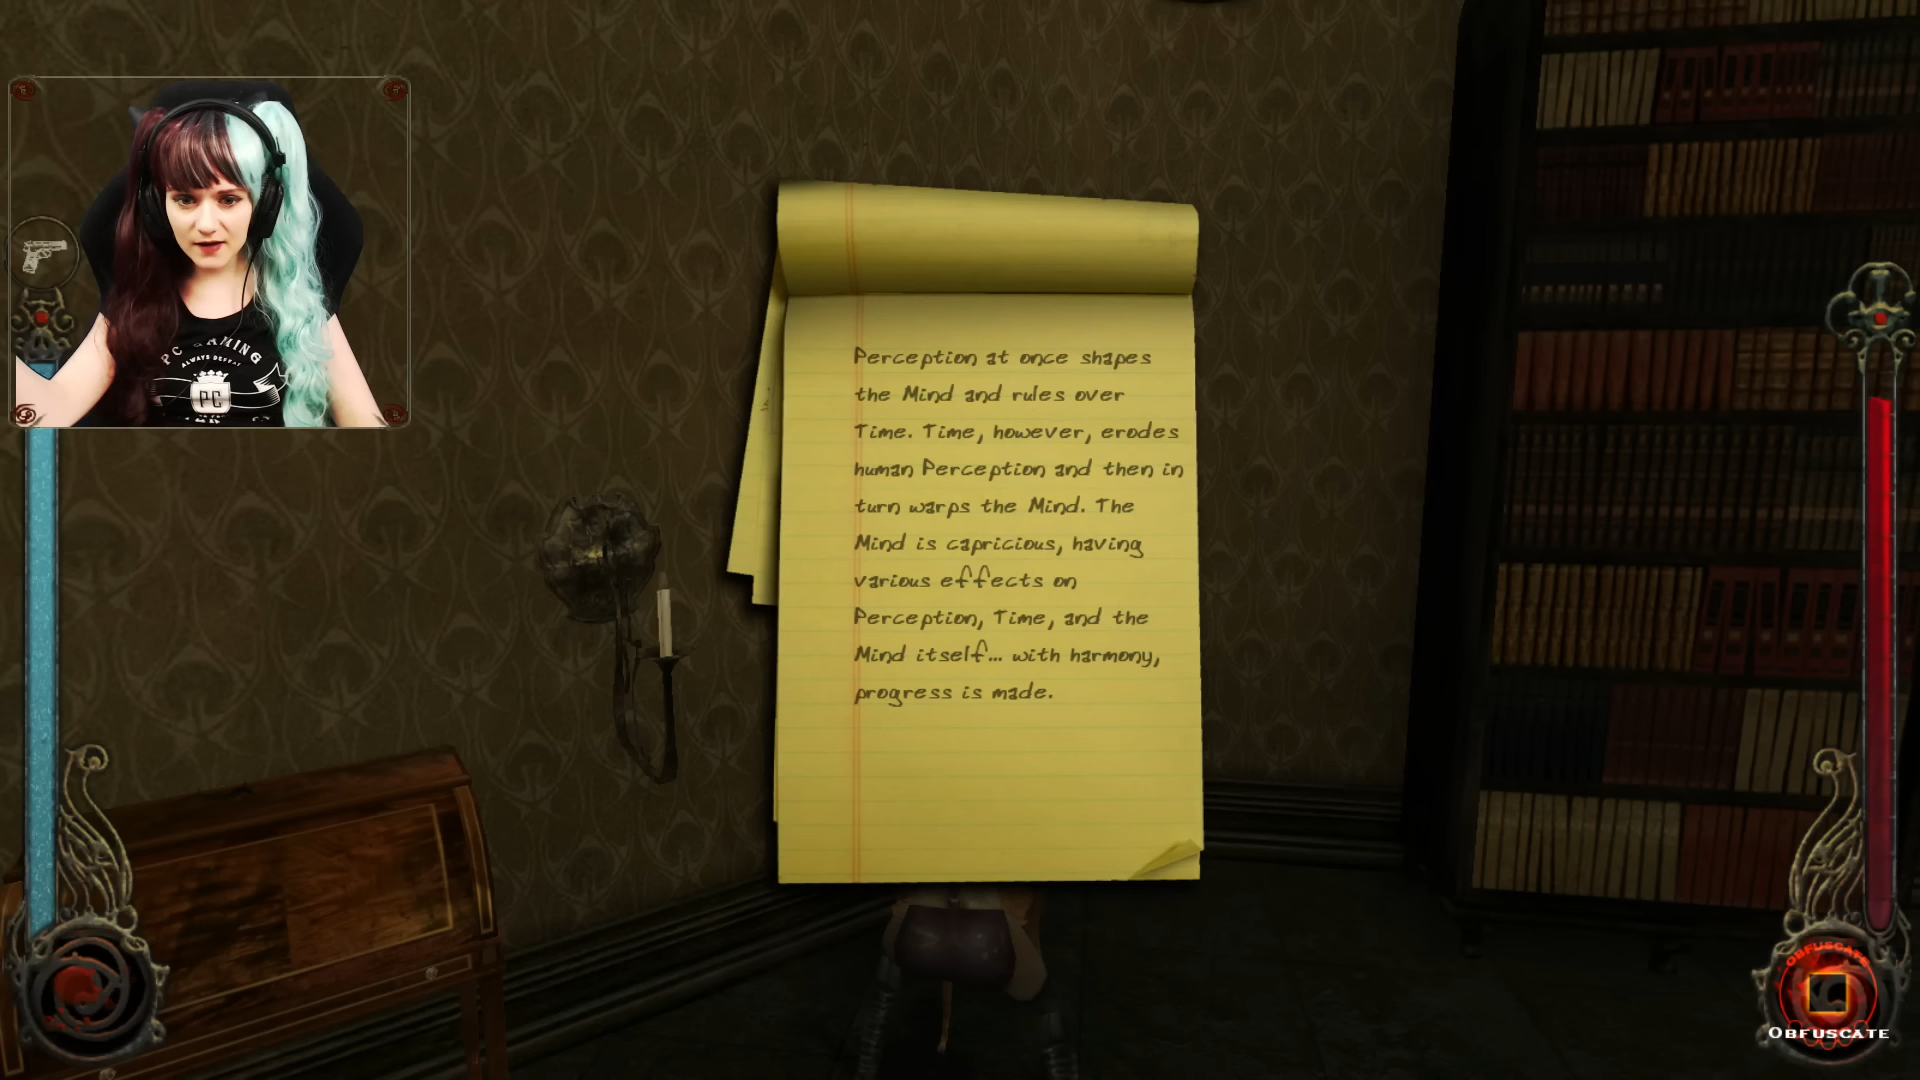 PC GAMING
ALWAYS DEFEAT
PC
Perception at once shapes
the Mind and rules over
Time. Time, however, erodes
human Perception and then in
turn warps the Mind. The
Mind is capricious, having
various effects on
Perception, Time, and the
Mind itself... with harmony,
progress is made.
OBFUSCATE
OBFUSCATE